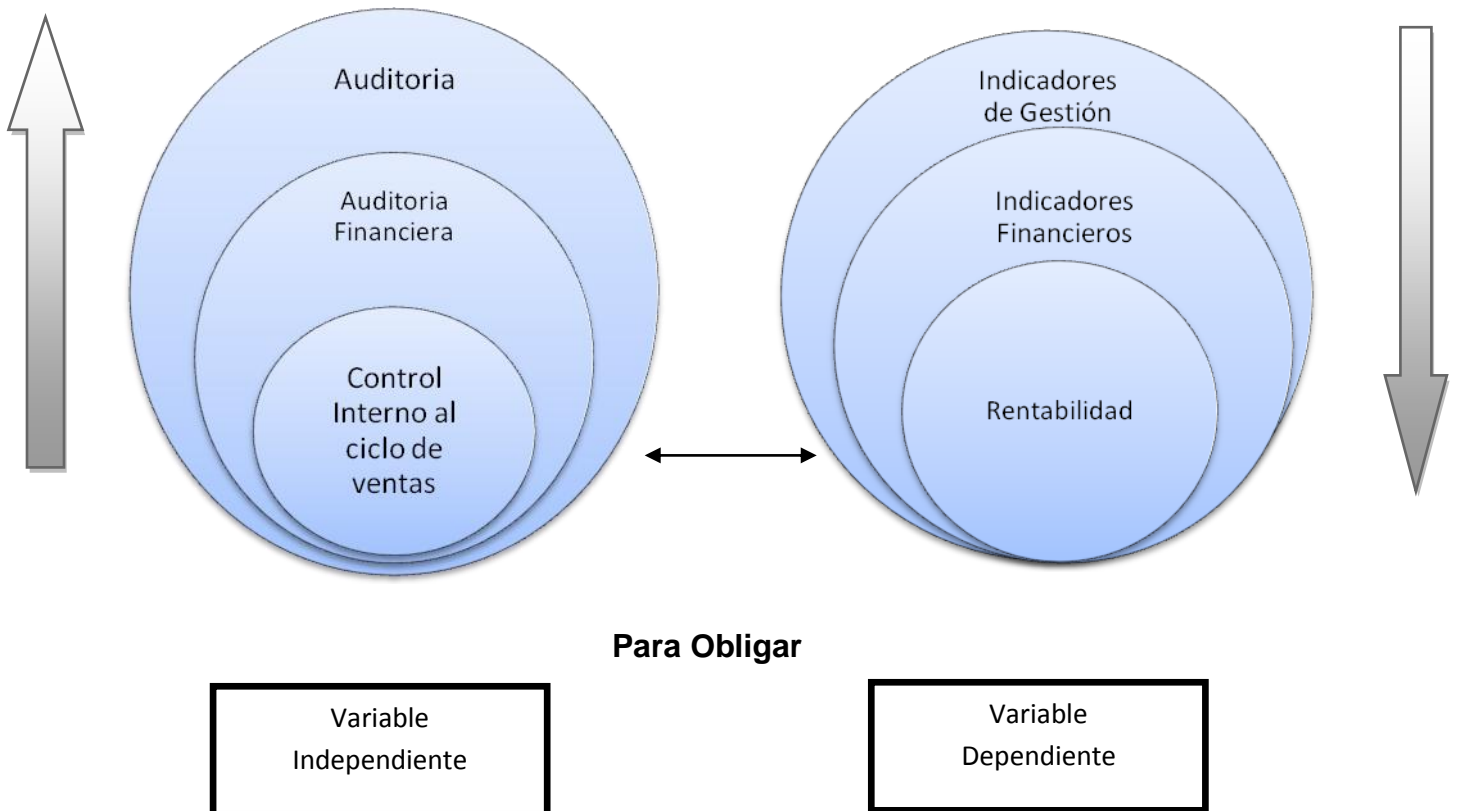 Auditoria
Auditoria
Financiera
Control
Interno al
ciclo de
ventas
Indicadores
de Gestión
Indicadores
Financieros
Rentabilidad
Para Obligar
Variable
Independiente
Variable
Dependiente